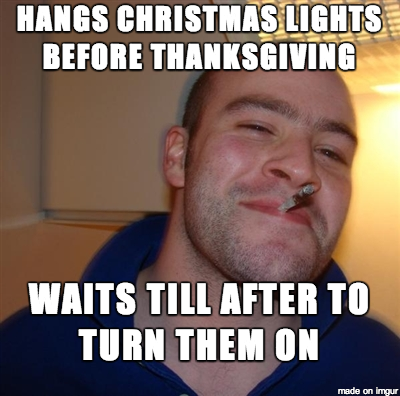 HANGS CHRISTMAS LIGHTS
BEFORE THANKSGIVING
WAITS TILL AFTER TO
TURN THEM ON
made on imgur